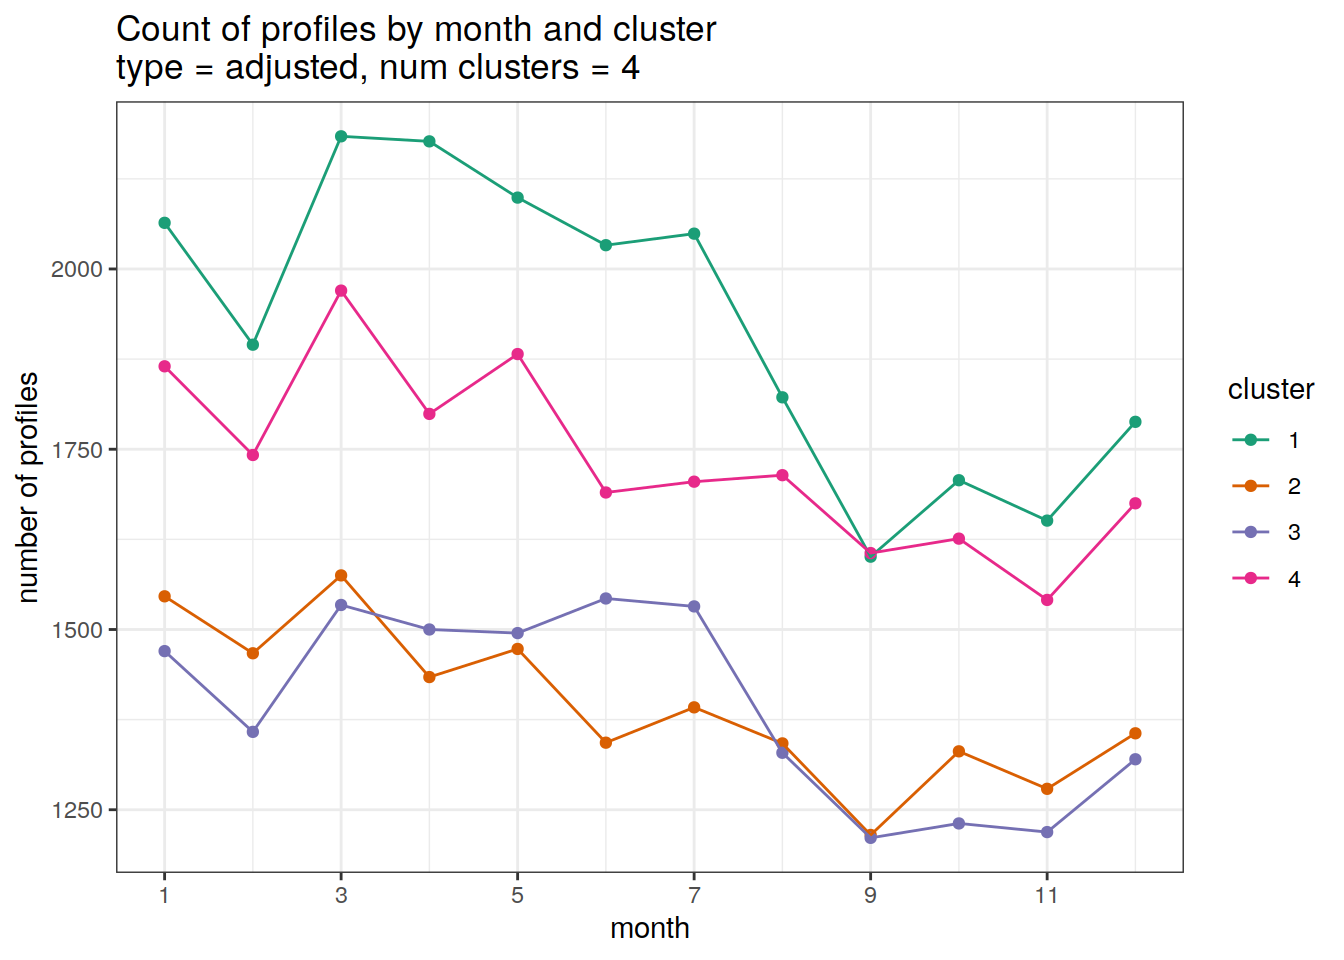 Count of profiles by month and cluster
type = adjusted, num clusters = 4
number of profiles
2000
1750
1500
1250
1
3
5
7
9
11
month
cluster
1
2
3
4